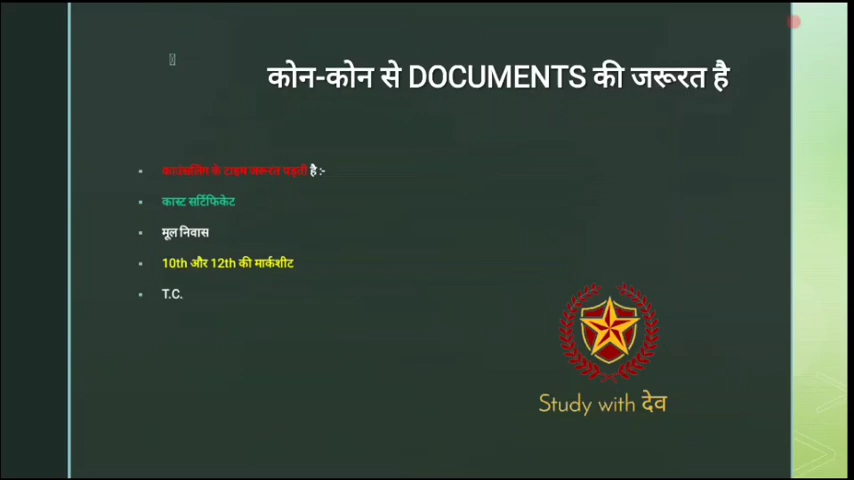 कोन-कोन से DOCUMENTS की जरूरत है
काउंसलिंग के टाइम जरूरत पड़ती है :-
कास्ट सर्टिफिकेट
मूल निवास
10th और 12th की मार्कशीट
T.C.
Study with देव